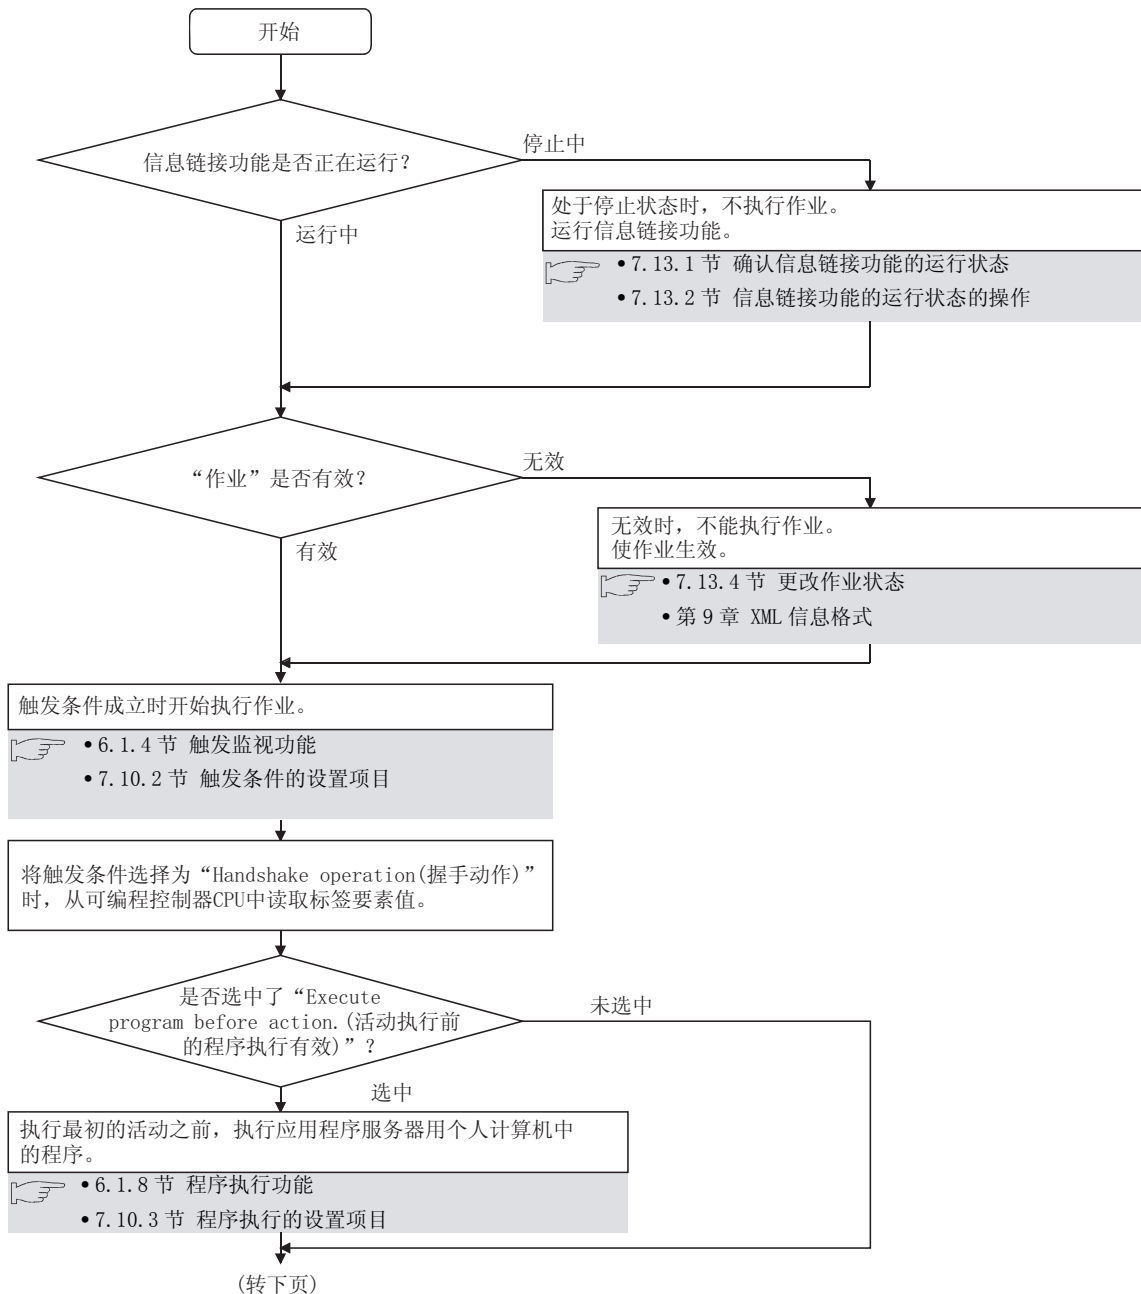 开始
信息链接功能是否正在运行?
停止中
运行中
处于停止状态时，不执行作业。
运行信息链接功能。
•7.13.1节 确认信息链接功能的运行状态
•7.13.2节 信息链接功能的运行状态的操作
“作业”是否有效?
无效
有效
无效时，不能执行作业。
使作业生效。
•7.13.4节 更改作业状态
•第9章 XML信息格式
触发条件成立时开始执行作业。
•6.1.4节 触发监视功能
•7.10.2节 触发条件的设置项目
将触发条件选择为“Handshake operation(握手动作)”
时，从可编程控制器CPU中读取标签要素值。
是否选中了“Execute
program before action.(活动执行前
的程序执行有效)”?
未选中
选中
执行最初的活动之前，执行应用程序服务器用个人计算机中
的程序。
•6.1.8节 程序执行功能
•7.10.3节 程序执行的设置项目
(转下页)